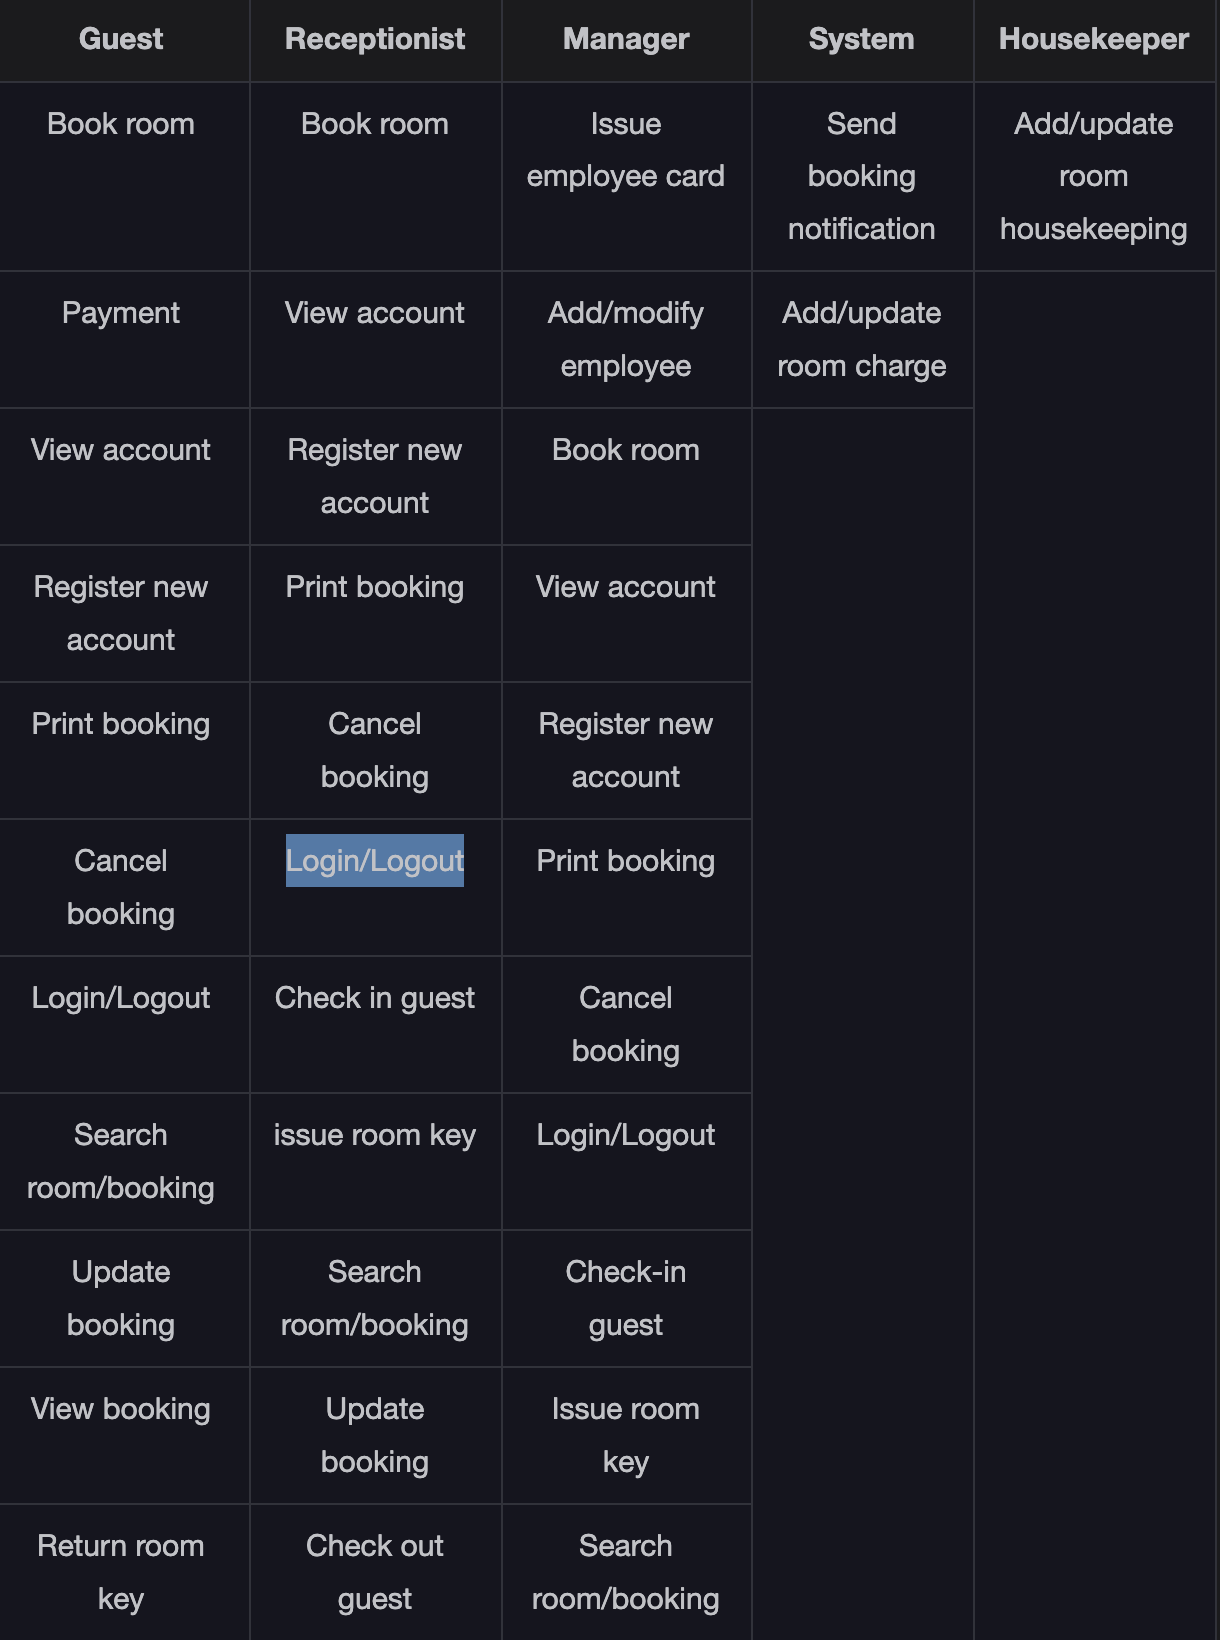 Guest Receptionist Manager System Housekeeper
Book room Book room Issue Send Add/update
employee card booking room
notification housekeeping
Payment View account Add/modify Add/update
employee room charge
View account Register new Book room
account
Register new Print booking View account
account
Print booking Cancel Register new
booking account
Cancel Login/Logout Print booking
booking
Login/Logout Check in guest Cancel
booking
Search issue room key Login/Logout
room/booking
Update Search Check-in
booking room/booking guest
View booking Update Issue room
booking key
Return room Check out Search
key guest room/booking